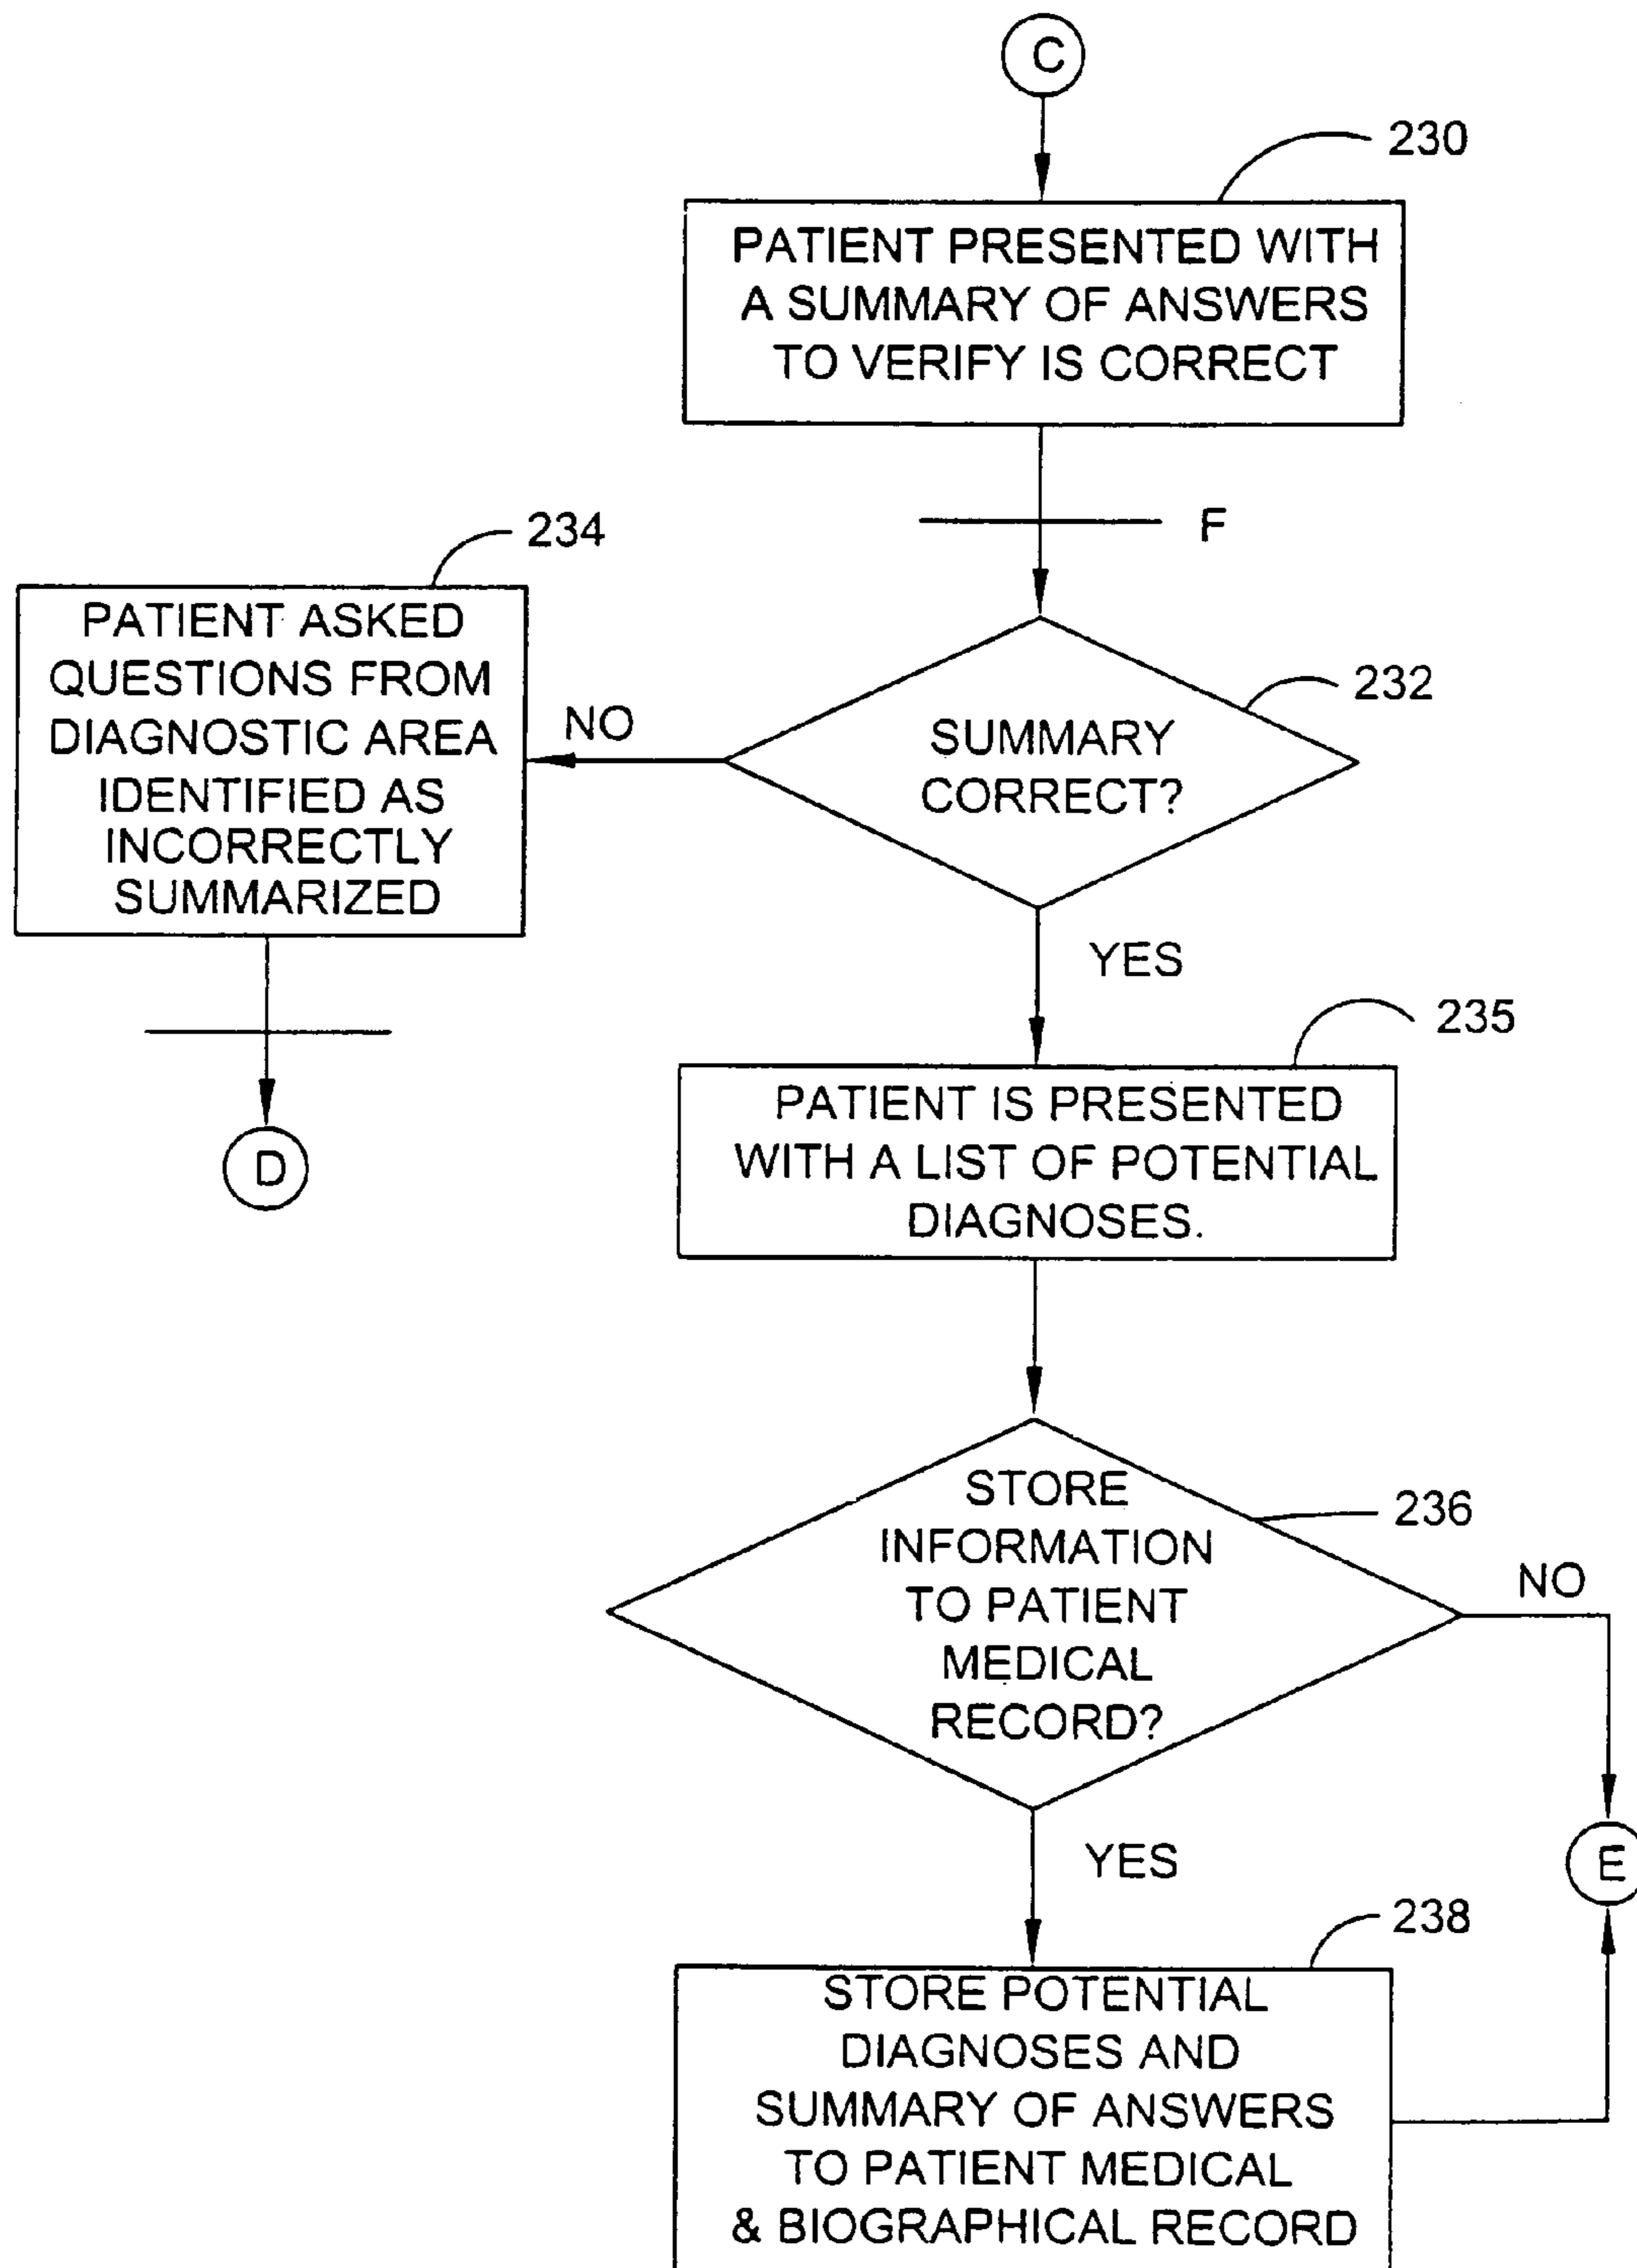 C
230
PATIENT PRESENTED WITH
A SUMMARY OF ANSWERS
TO VERIFY IS CORRECT
F
234
PATIENT ASKED
QUESTIONS FROM
DIAGNOSTIC AREA
IDENTIFIED AS
INCORRECTLY
SUMMARIZED
NO
232
SUMMARY
CORRECT?
YES
D
235
PATIENT IS PRESENTED
WITH A LIST OF POTENTIAL
DIAGNOSES.
236
STORE
INFORMATION
TO PATIENT
MEDICAL
RECORD?
NO
YES
E
238
STORE POTENTIAL
DIAGNOSES AND
SUMMARY OF ANSWERS
TO PATIENT MEDICAL
& BIOGRAPHICAL RECORD